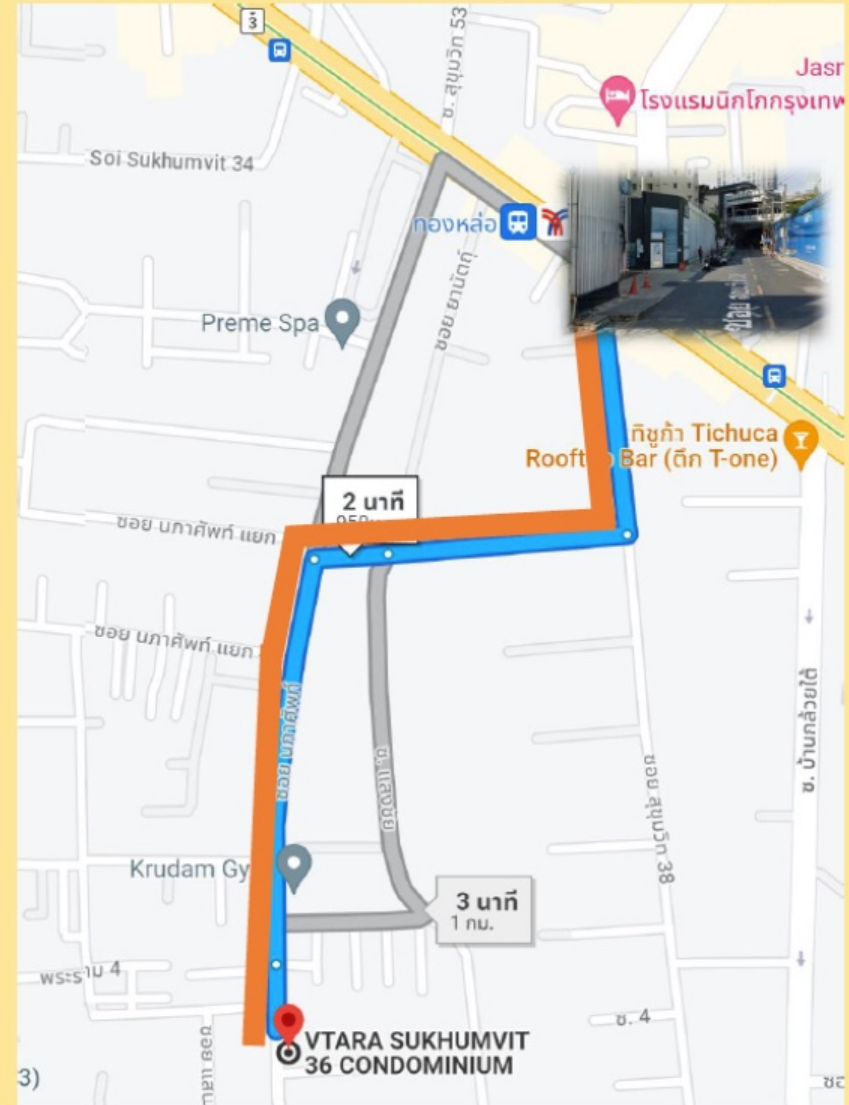 3
ซ. สุขุมวิท 53
Jasr
โรงแรมนิกโกกรุงเทพ
Soi Sukhumvit 34
ทองหล่อ
ซอย ยานัตถุ์
Preme Spa
ทิชูก้า Tichuca
Roofto Bar (ตึก T-one)
2 นาที
ซอย นภาศัพท์ แยก
ซอย นภาศัพท์ แยก
ซอย นภาศัพท์
ซ. แสงชัย
ซ. บ้านกล้วยใต้
ซอย สุขุมวิท 38
Krudam Gy
3 นาที
1 กม.
พระราม 4
ซ. 4
VTARA SUKHUMVIT
36 CONDOMINIUM
3)